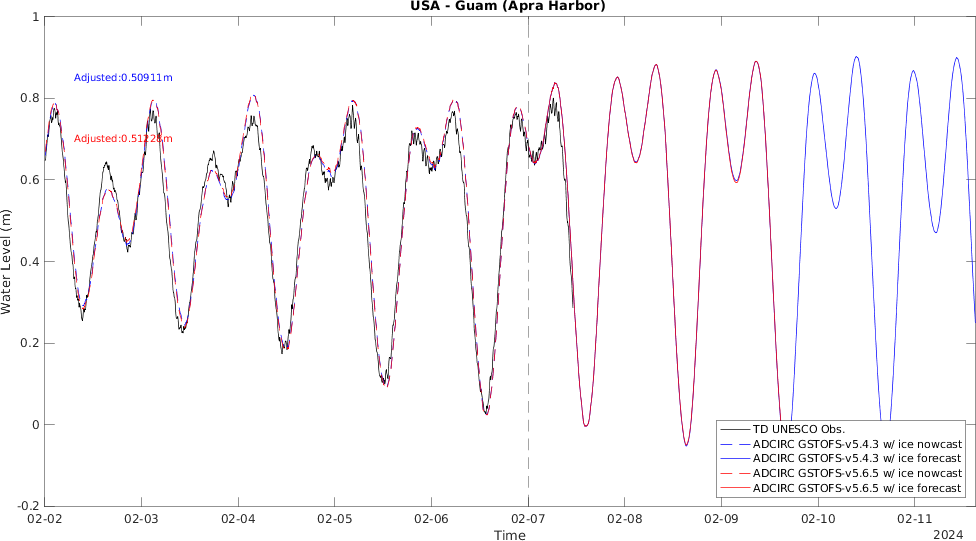 USA - Guam (Apra Harbor)
1
0.8
0.6
0.4
0.2
0
-0.2
Water Level (m)
Adjusted:0.50911m
Adjusted:0.51228m
TD UNESCO Obs.
ADCIRC GSTOFS-v5.4.3 w/ ice nowcast
ADCIRC GSTOFS-v5.4.3 w/ ice forecast
ADCIRC GSTOFS-v5.6.5 w/ ice nowcast
ADCIRC GSTOFS-v5.6.5 w/ ice forecast
02-02 02-03 02-04 02-05 02-06 02-07 02-08 02-09 02-10 02-11
Time
2024